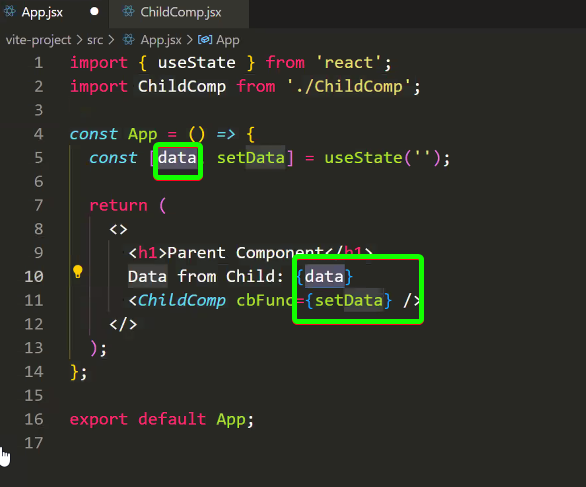 App.jsx ChildComp.jsx
vite-project > src > App.jsx > App
1 import { useState } from 'react';
2 import ChildComp from './ChildComp';
3
4 const App = () => {
5 const [data, setData] = useState('');
6
7 return (
8 <>
9 <h1>Parent Component</h1>
10 Data from Child: {data}
11 <ChildComp cbFunc={setData} />
12 </>
13 );
14 };
15
16 export default App;
17